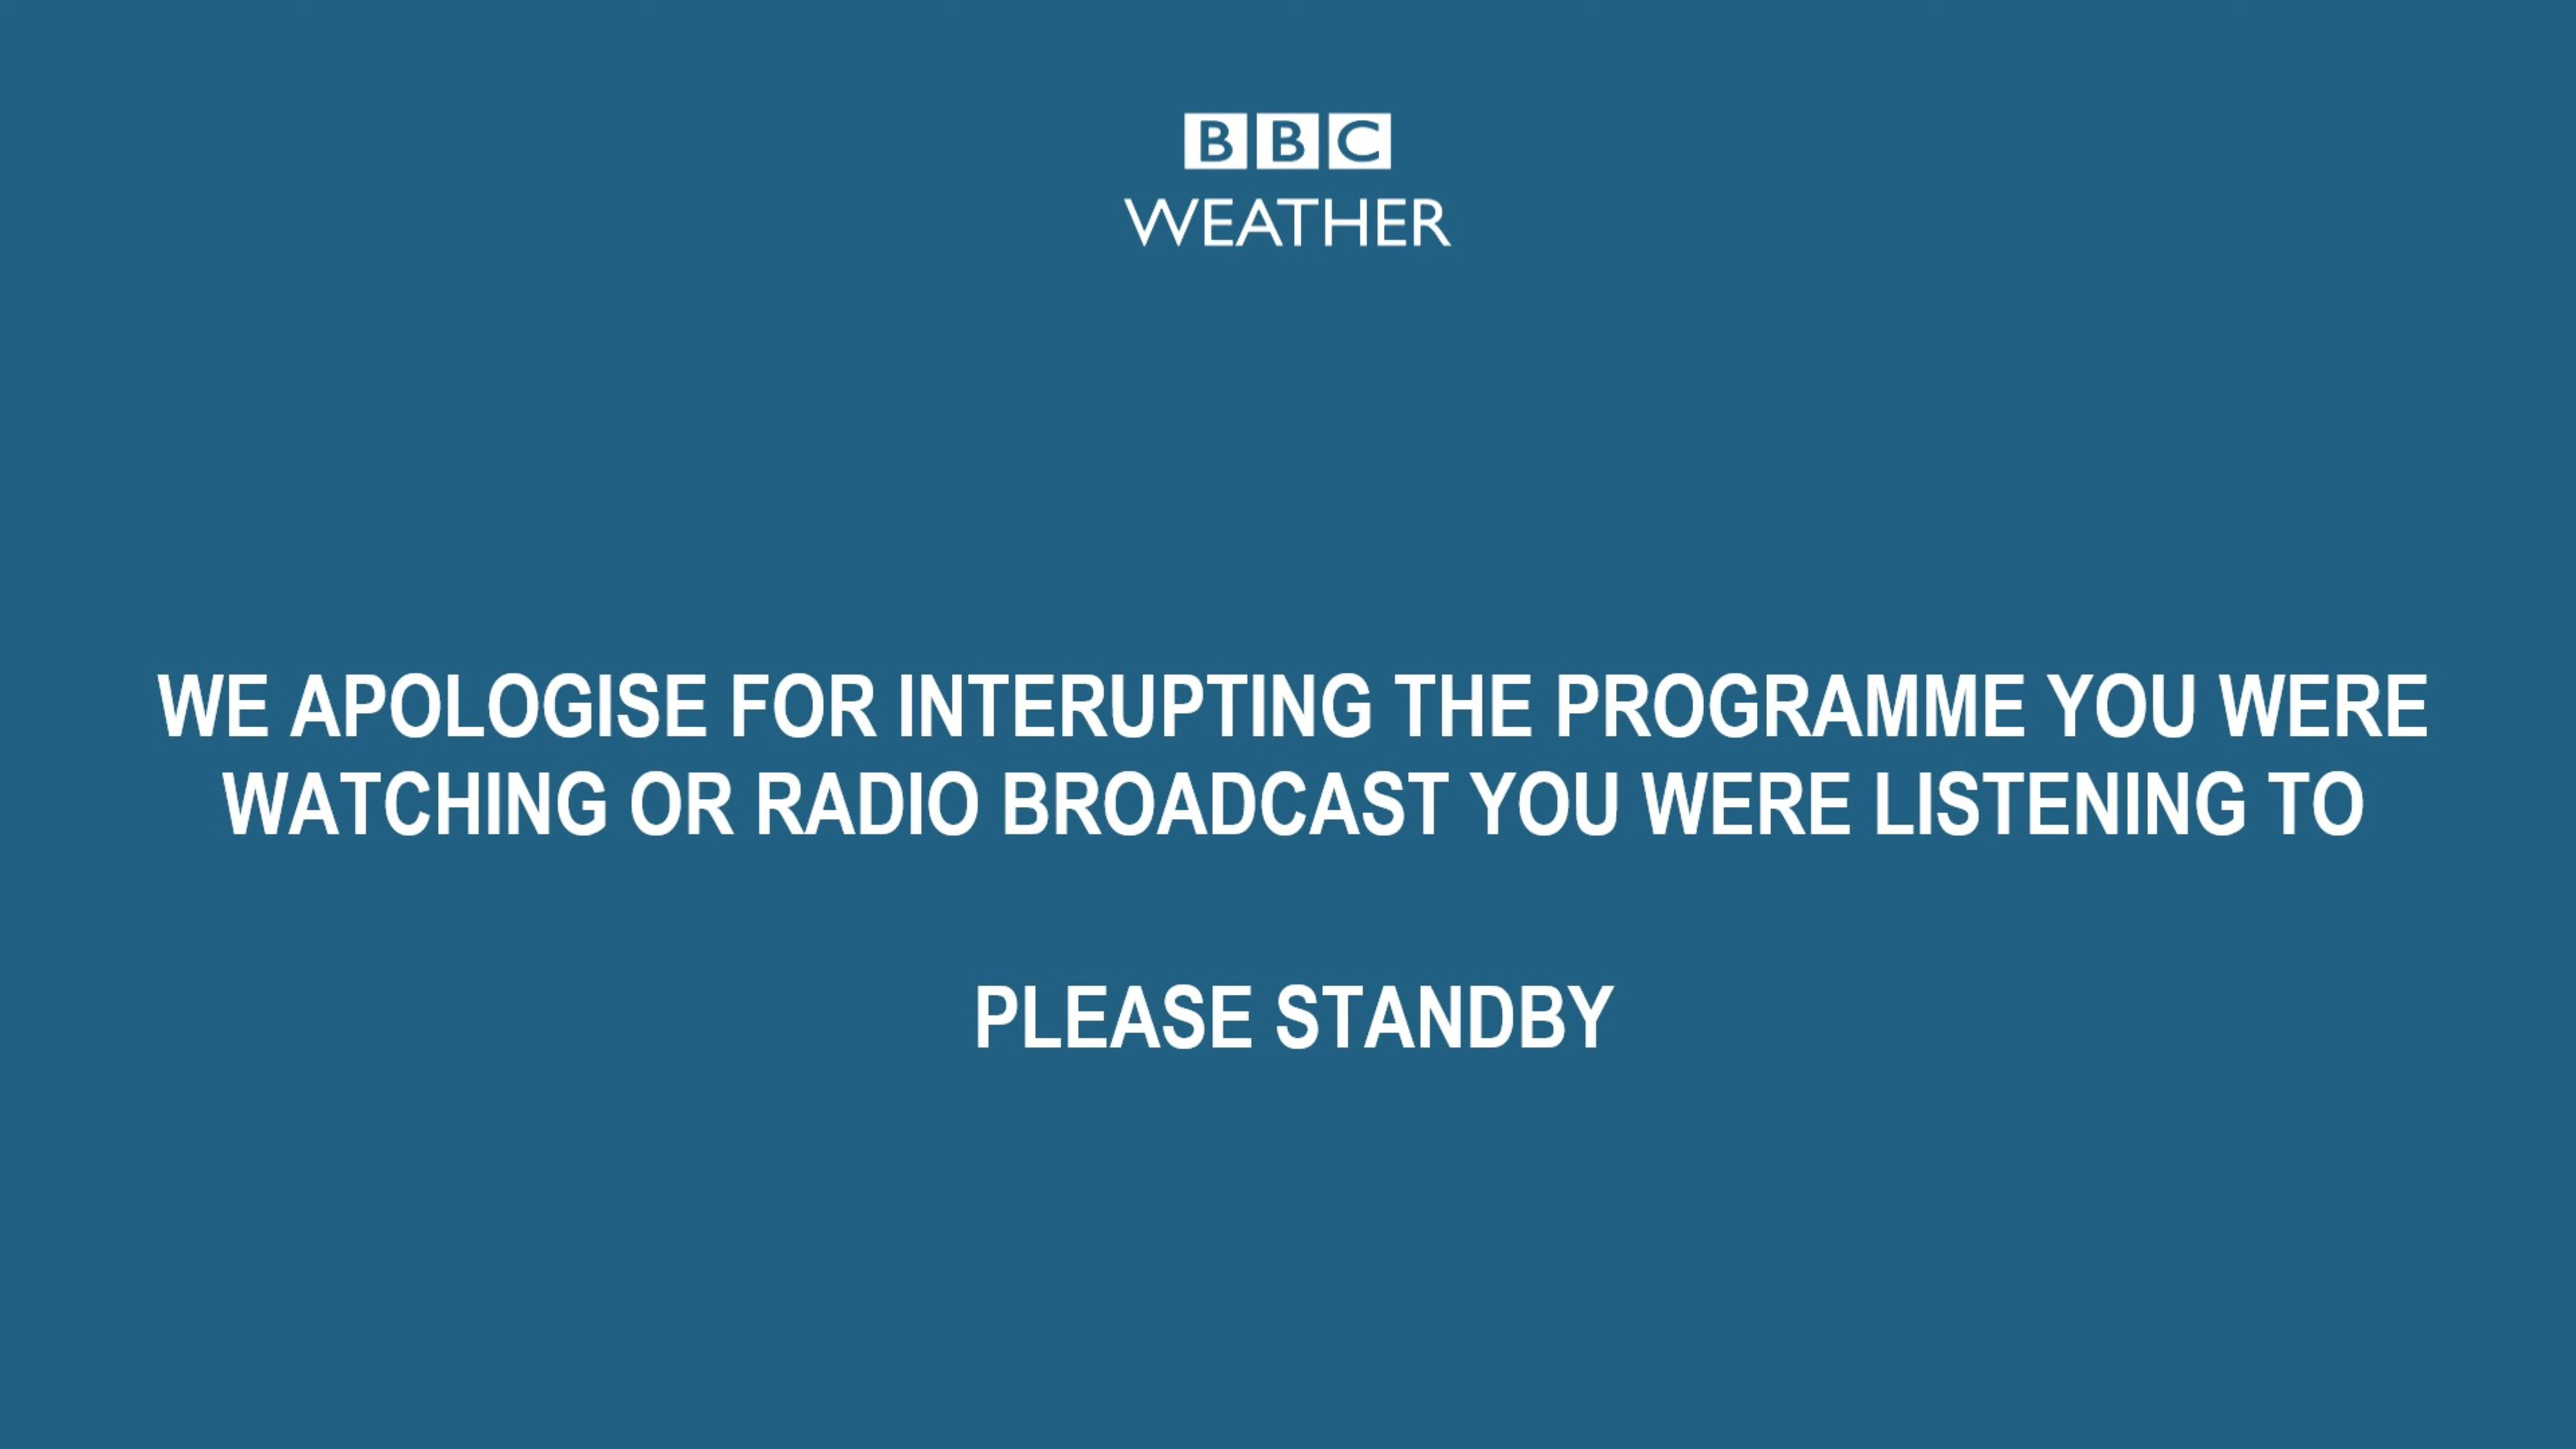 BBC
WEATHER
WE APOLOGISE FOR INTERUPTING THE PROGRAMME YOU WERE
WATCHING OR RADIO BROADCAST YOU WERE LISTENING TO
PLEASE STANDBY